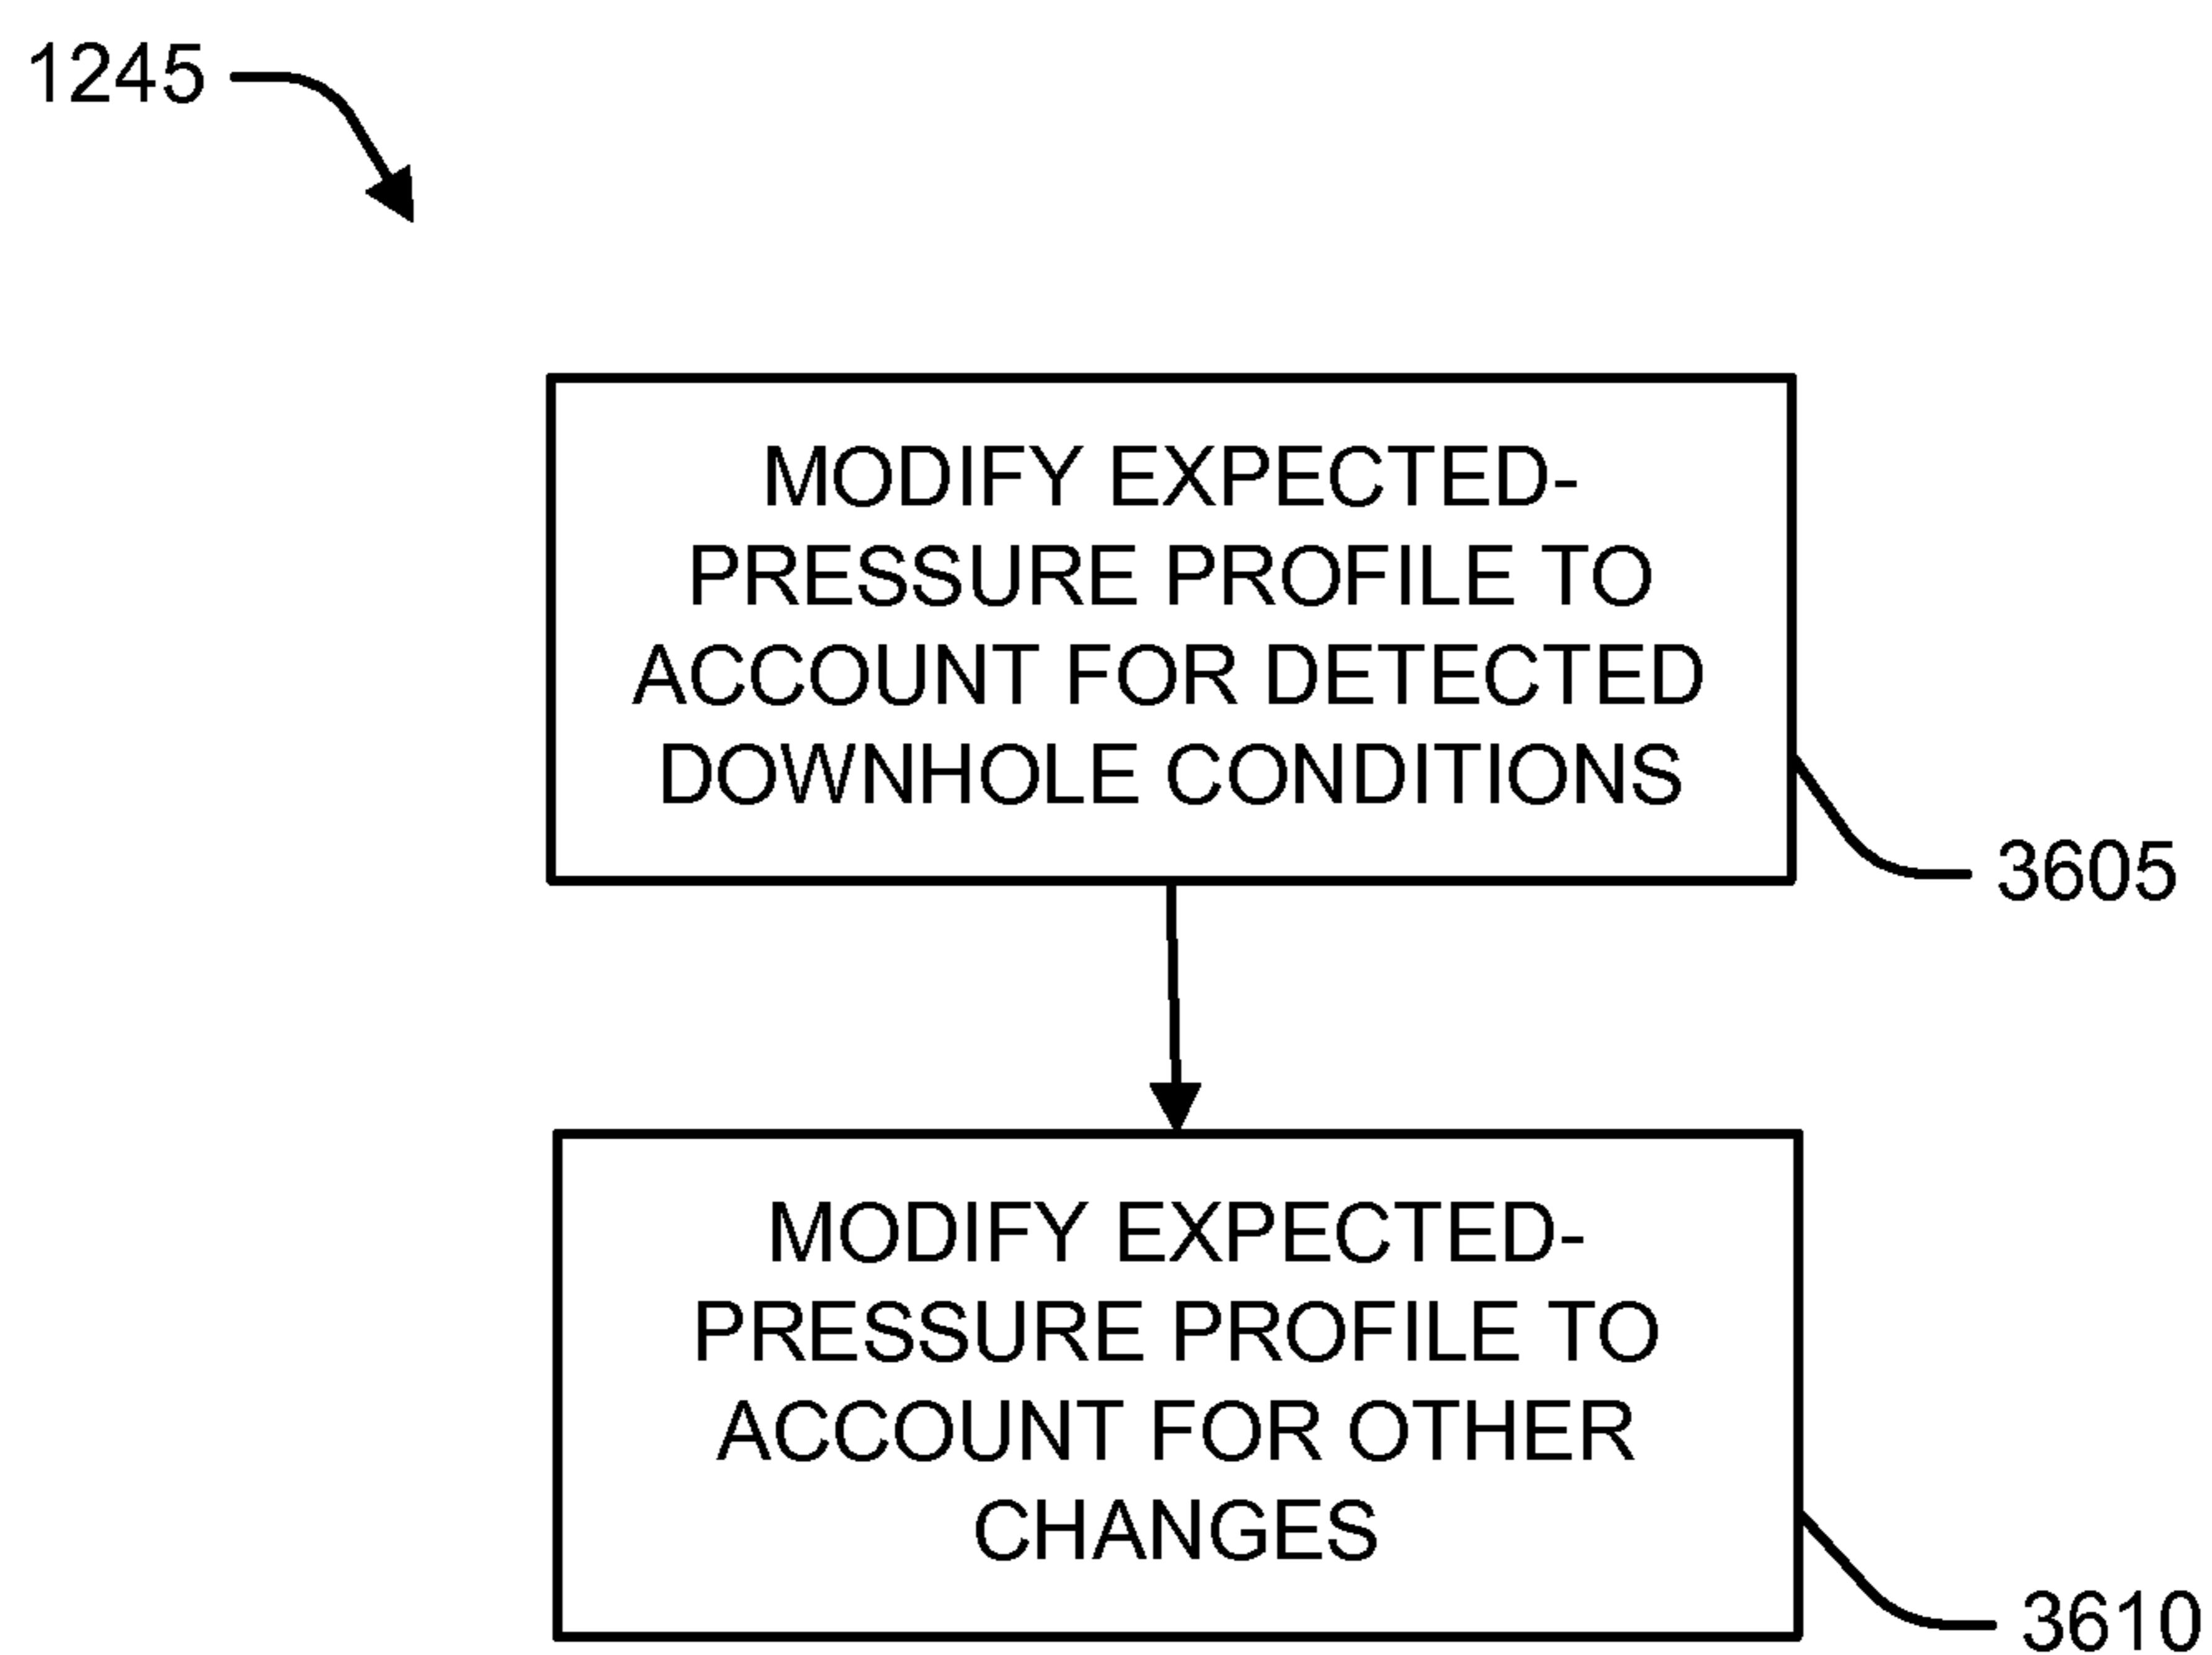 1245
MODIFY EXPECTED-
PRESSURE PROFILE TO
ACCOUNT FOR DETECTED
DOWNHOLE CONDITIONS
3605
MODIFY EXPECTED-
PRESSURE PROFILE TO
ACCOUNT FOR OTHER
CHANGES
3610